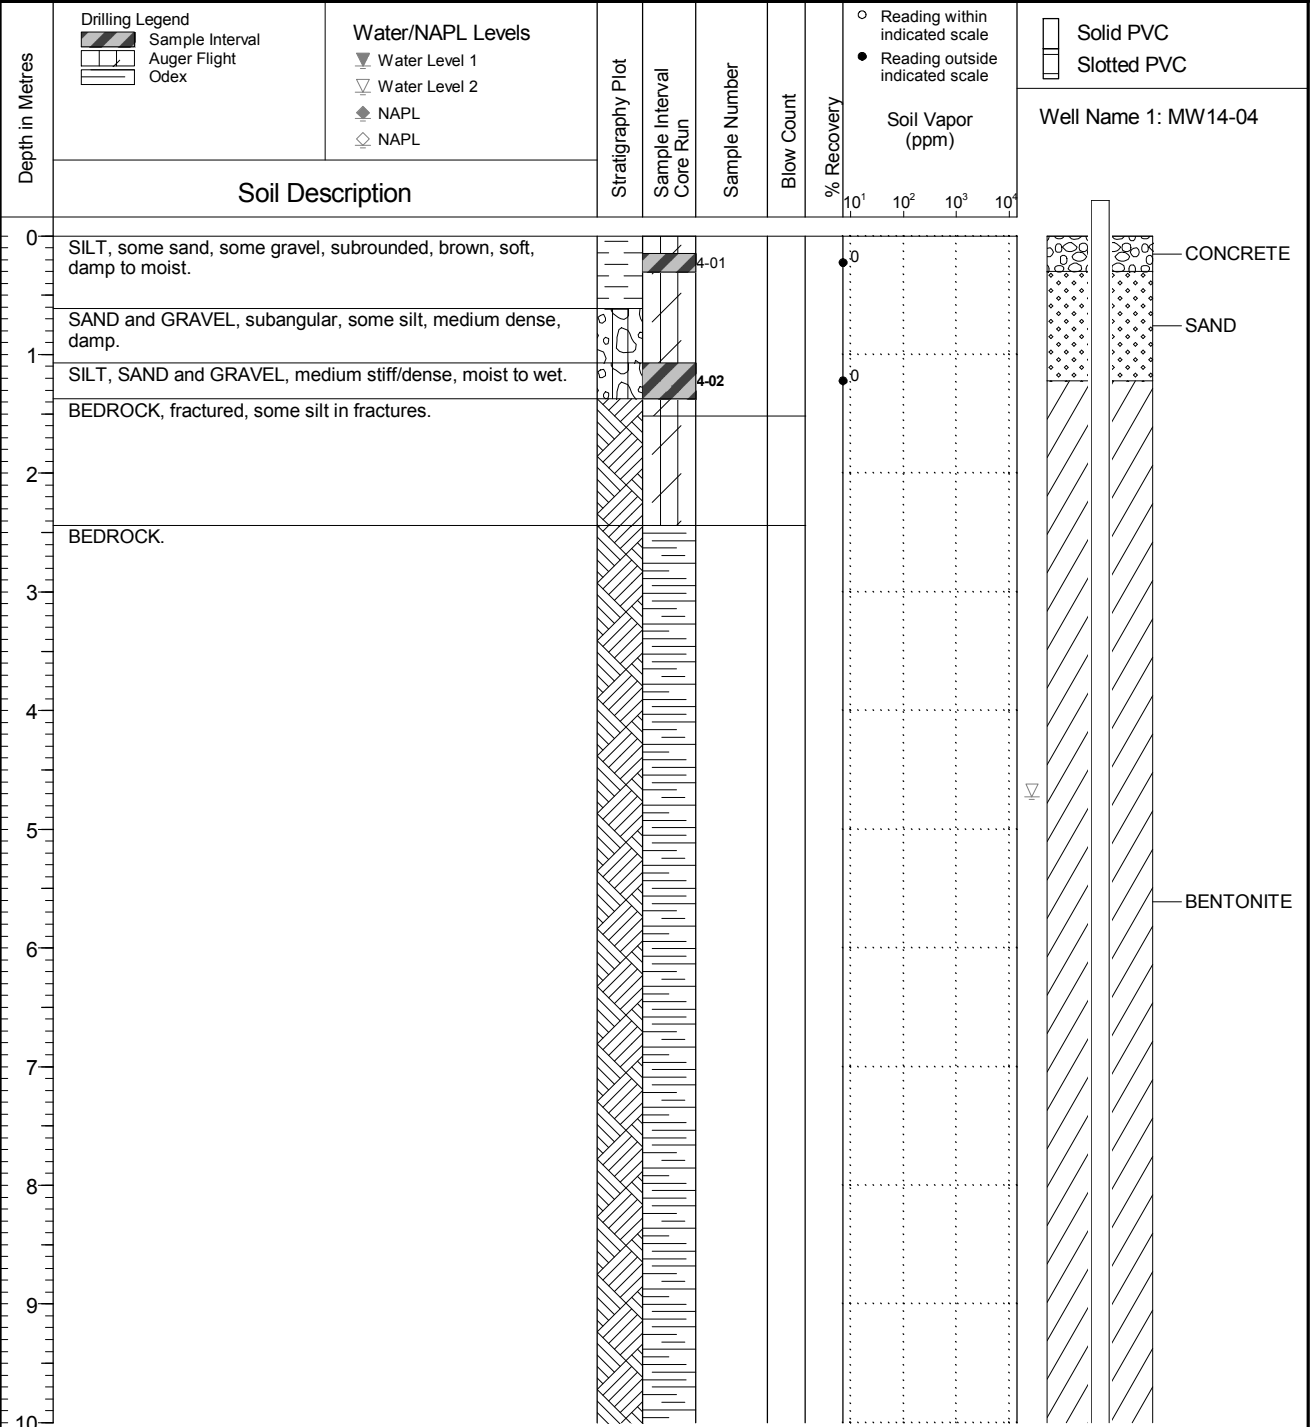 Drilling Legend
Sample Interval
Auger Flight
Odex
Water/NAPL Levels
Water Level 1
Water Level 2
NAPL
NAPL
Depth in Metres
Soil Description
Stratigraphy Plot
Sample Interval
Core Run
Sample Number
Blow Count
% Recovery
Reading within
indicated scale
Reading outside
indicated scale
Soil Vapor
(ppm)
10¹ 10² 10³ 10⁴
Solid PVC
Slotted PVC
Well Name 1: MW14-04
0
SILT, some sand, some gravel, subrounded, brown, soft,
damp to moist.
4-01
0
CONCRETE
SAND and GRAVEL, subangular, some silt, medium dense,
damp.
SAND
1
SILT, SAND and GRAVEL, medium stiff/dense, moist to wet.
4-02
0
BEDROCK, fractured, some silt in fractures.
2
BEDROCK.
3
4
5
BENTONITE
6
7
8
9
10